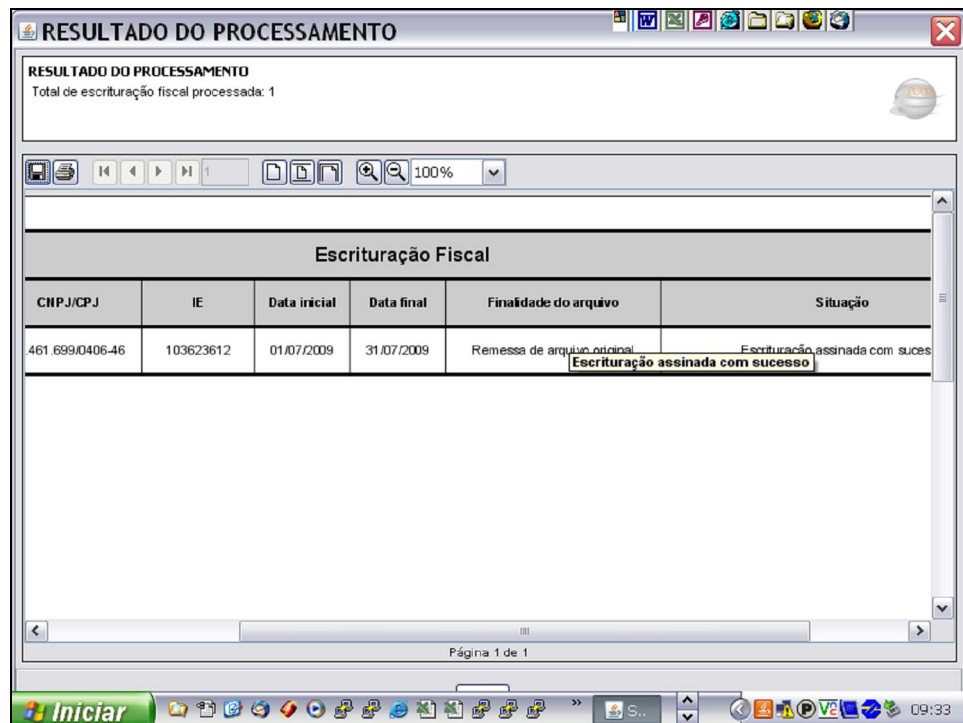 RESULTADO DO PROCESSAMENTO
RESULTADO DO PROCESSAMENTO
Total de escrituração fiscal processada: 1
1
100%
Escrituração Fiscal
CNPJ/CPJ IE Data inicial Data final Finalidade do arquivo Situação
.461.699/0406-46 103623612 01/07/2009 31/07/2009 Remessa de arquivo original Escrituração assinada com suces
Escrituração assinada com sucesso
Página 1 de 1
Iniciar S.. 09:33